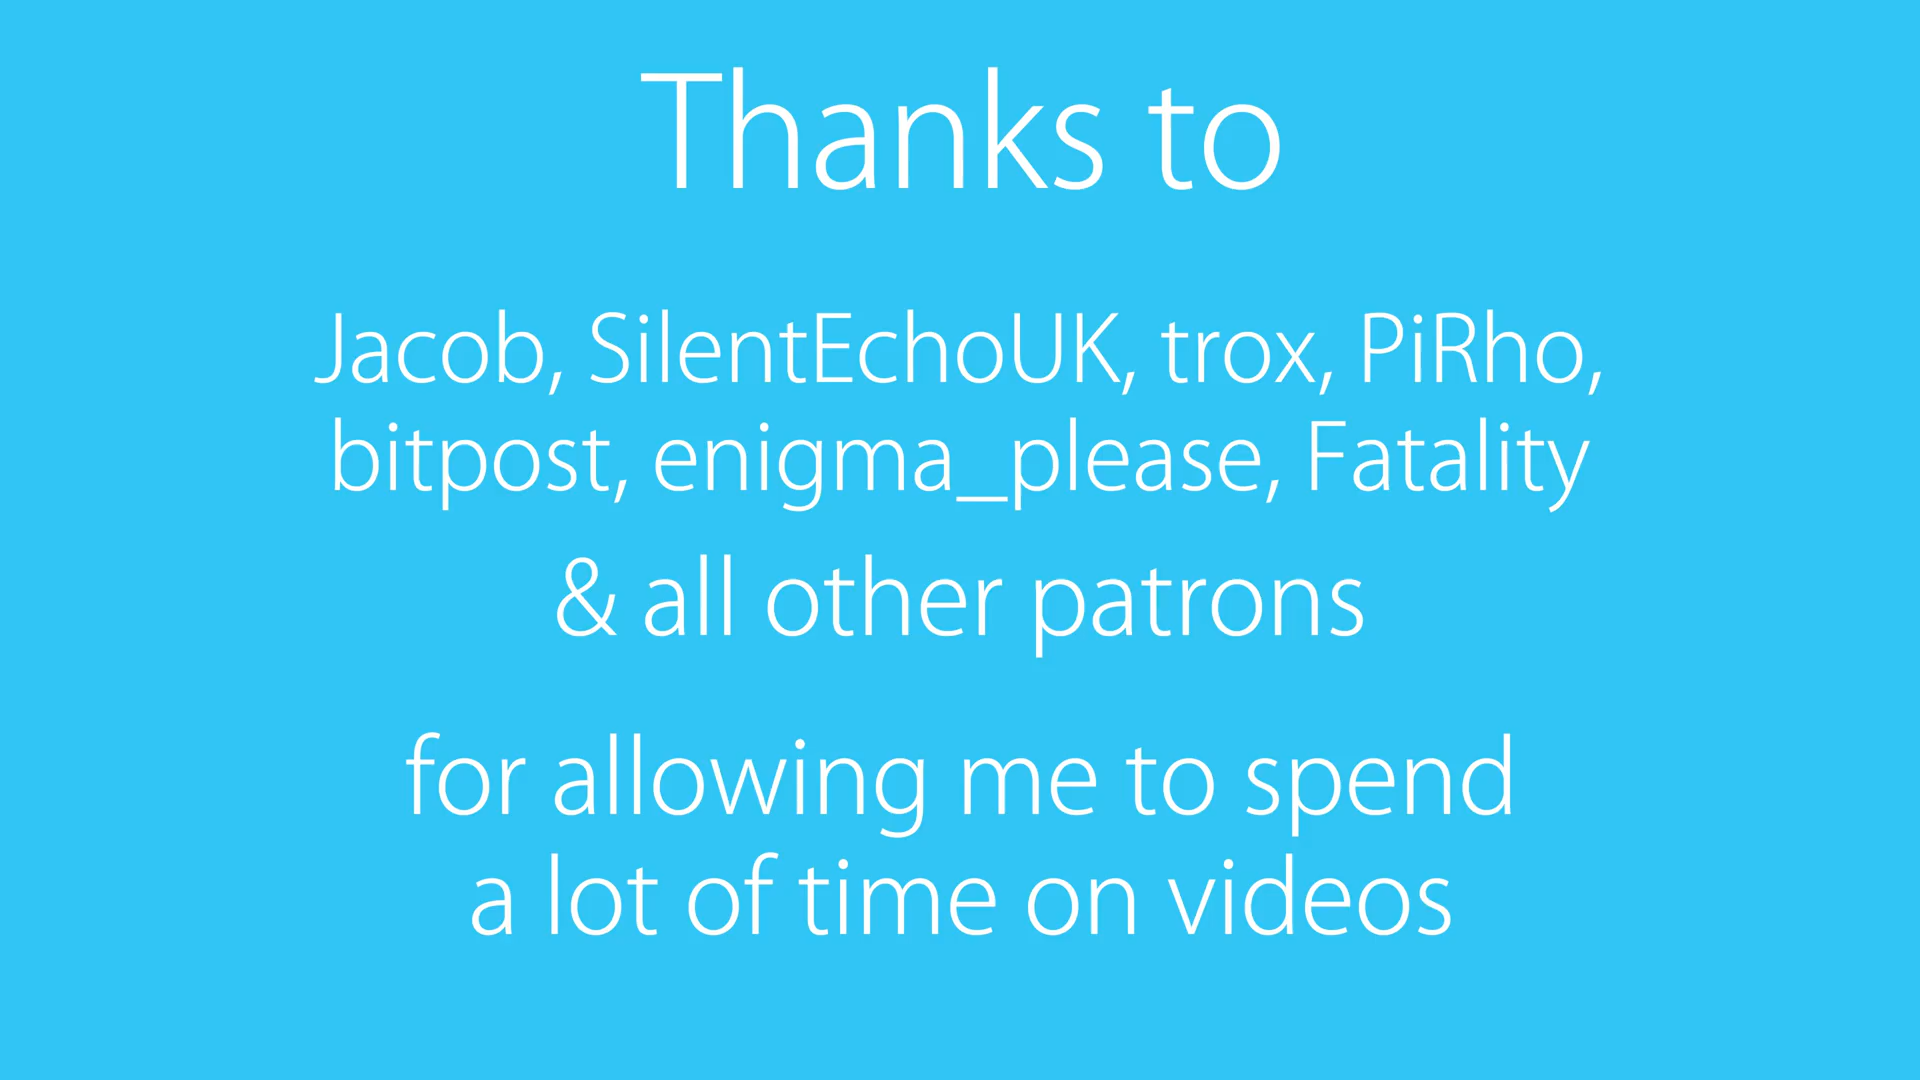 Thanks to
Jacob, SilentEchoUK, trox, PiRho,
bitpost, enigma_please, Fatality
& all other patrons
for allowing me to spend
a lot of time on videos